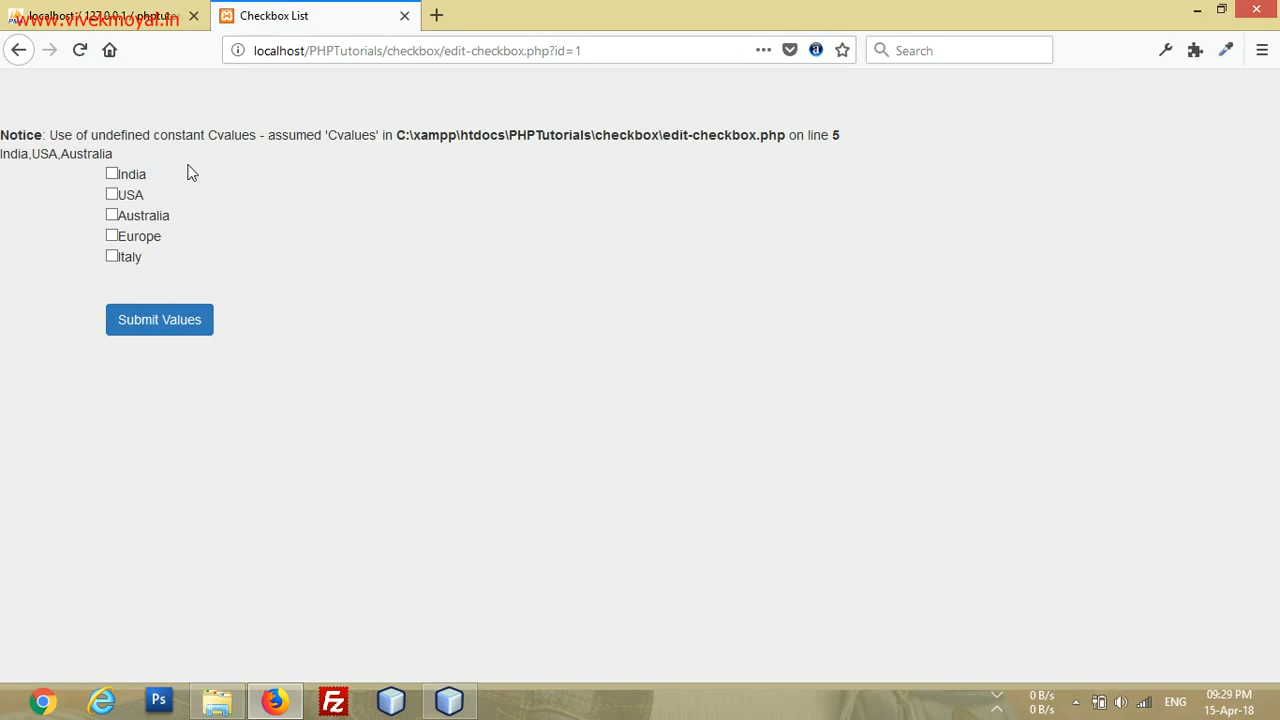 www.vivekmoyal.in
Checkbox List
localhost/PHPTutorials/checkbox/edit-checkbox.php?id=1
Search
Notice: Use of undefined constant Cvalues - assumed 'Cvalues' in C:\xampp\htdocs\PHPTutorials\checkbox\edit-checkbox.php on line 5
India,USA,Australia
India
USA
Australia
Europe
Italy
Submit Values
Ps
Fz
0 B/s
0 B/s
ENG
09:29 PM
15-Apr-18